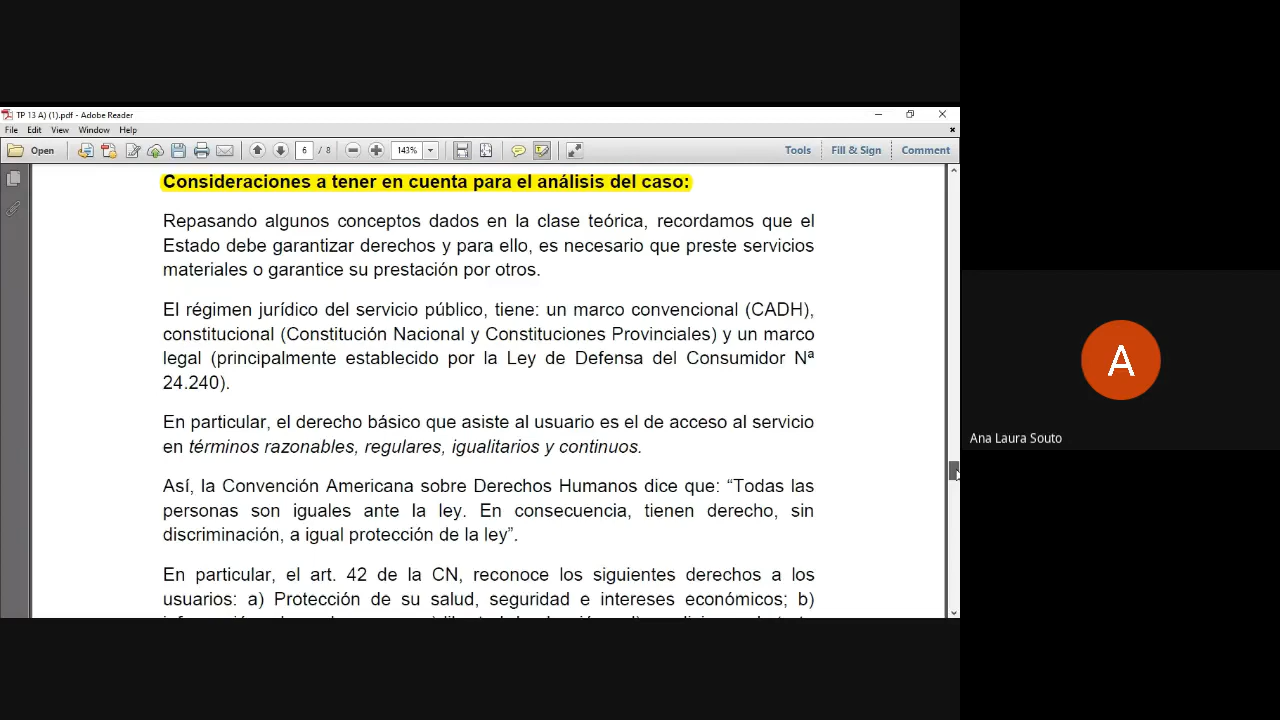 TP 13 A) (1).pdf - Adobe Reader
File Edit View Window Help
Open 6 / 8 143% Tools Fill & Sign Comment
Consideraciones a tener en cuenta para el análisis del caso:
Repasando algunos conceptos dados en la clase teórica, recordamos que el
Estado debe garantizar derechos y para ello, es necesario que preste servicios
materiales o garantice su prestación por otros.
El régimen jurídico del servicio público, tiene: un marco convencional (CADH),
constitucional (Constitución Nacional y Constituciones Provinciales) y un marco
legal (principalmente establecido por la Ley de Defensa del Consumidor Nª
24.240).
En particular, el derecho básico que asiste al usuario es el de acceso al servicio
en términos razonables, regulares, igualitarios y continuos.
Así, la Convención Americana sobre Derechos Humanos dice que: “Todas las
personas son iguales ante la ley. En consecuencia, tienen derecho, sin
discriminación, a igual protección de la ley”.
En particular, el art. 42 de la CN, reconoce los siguientes derechos a los
usuarios: a) Protección de su salud, seguridad e intereses económicos; b)
A
Ana Laura Souto